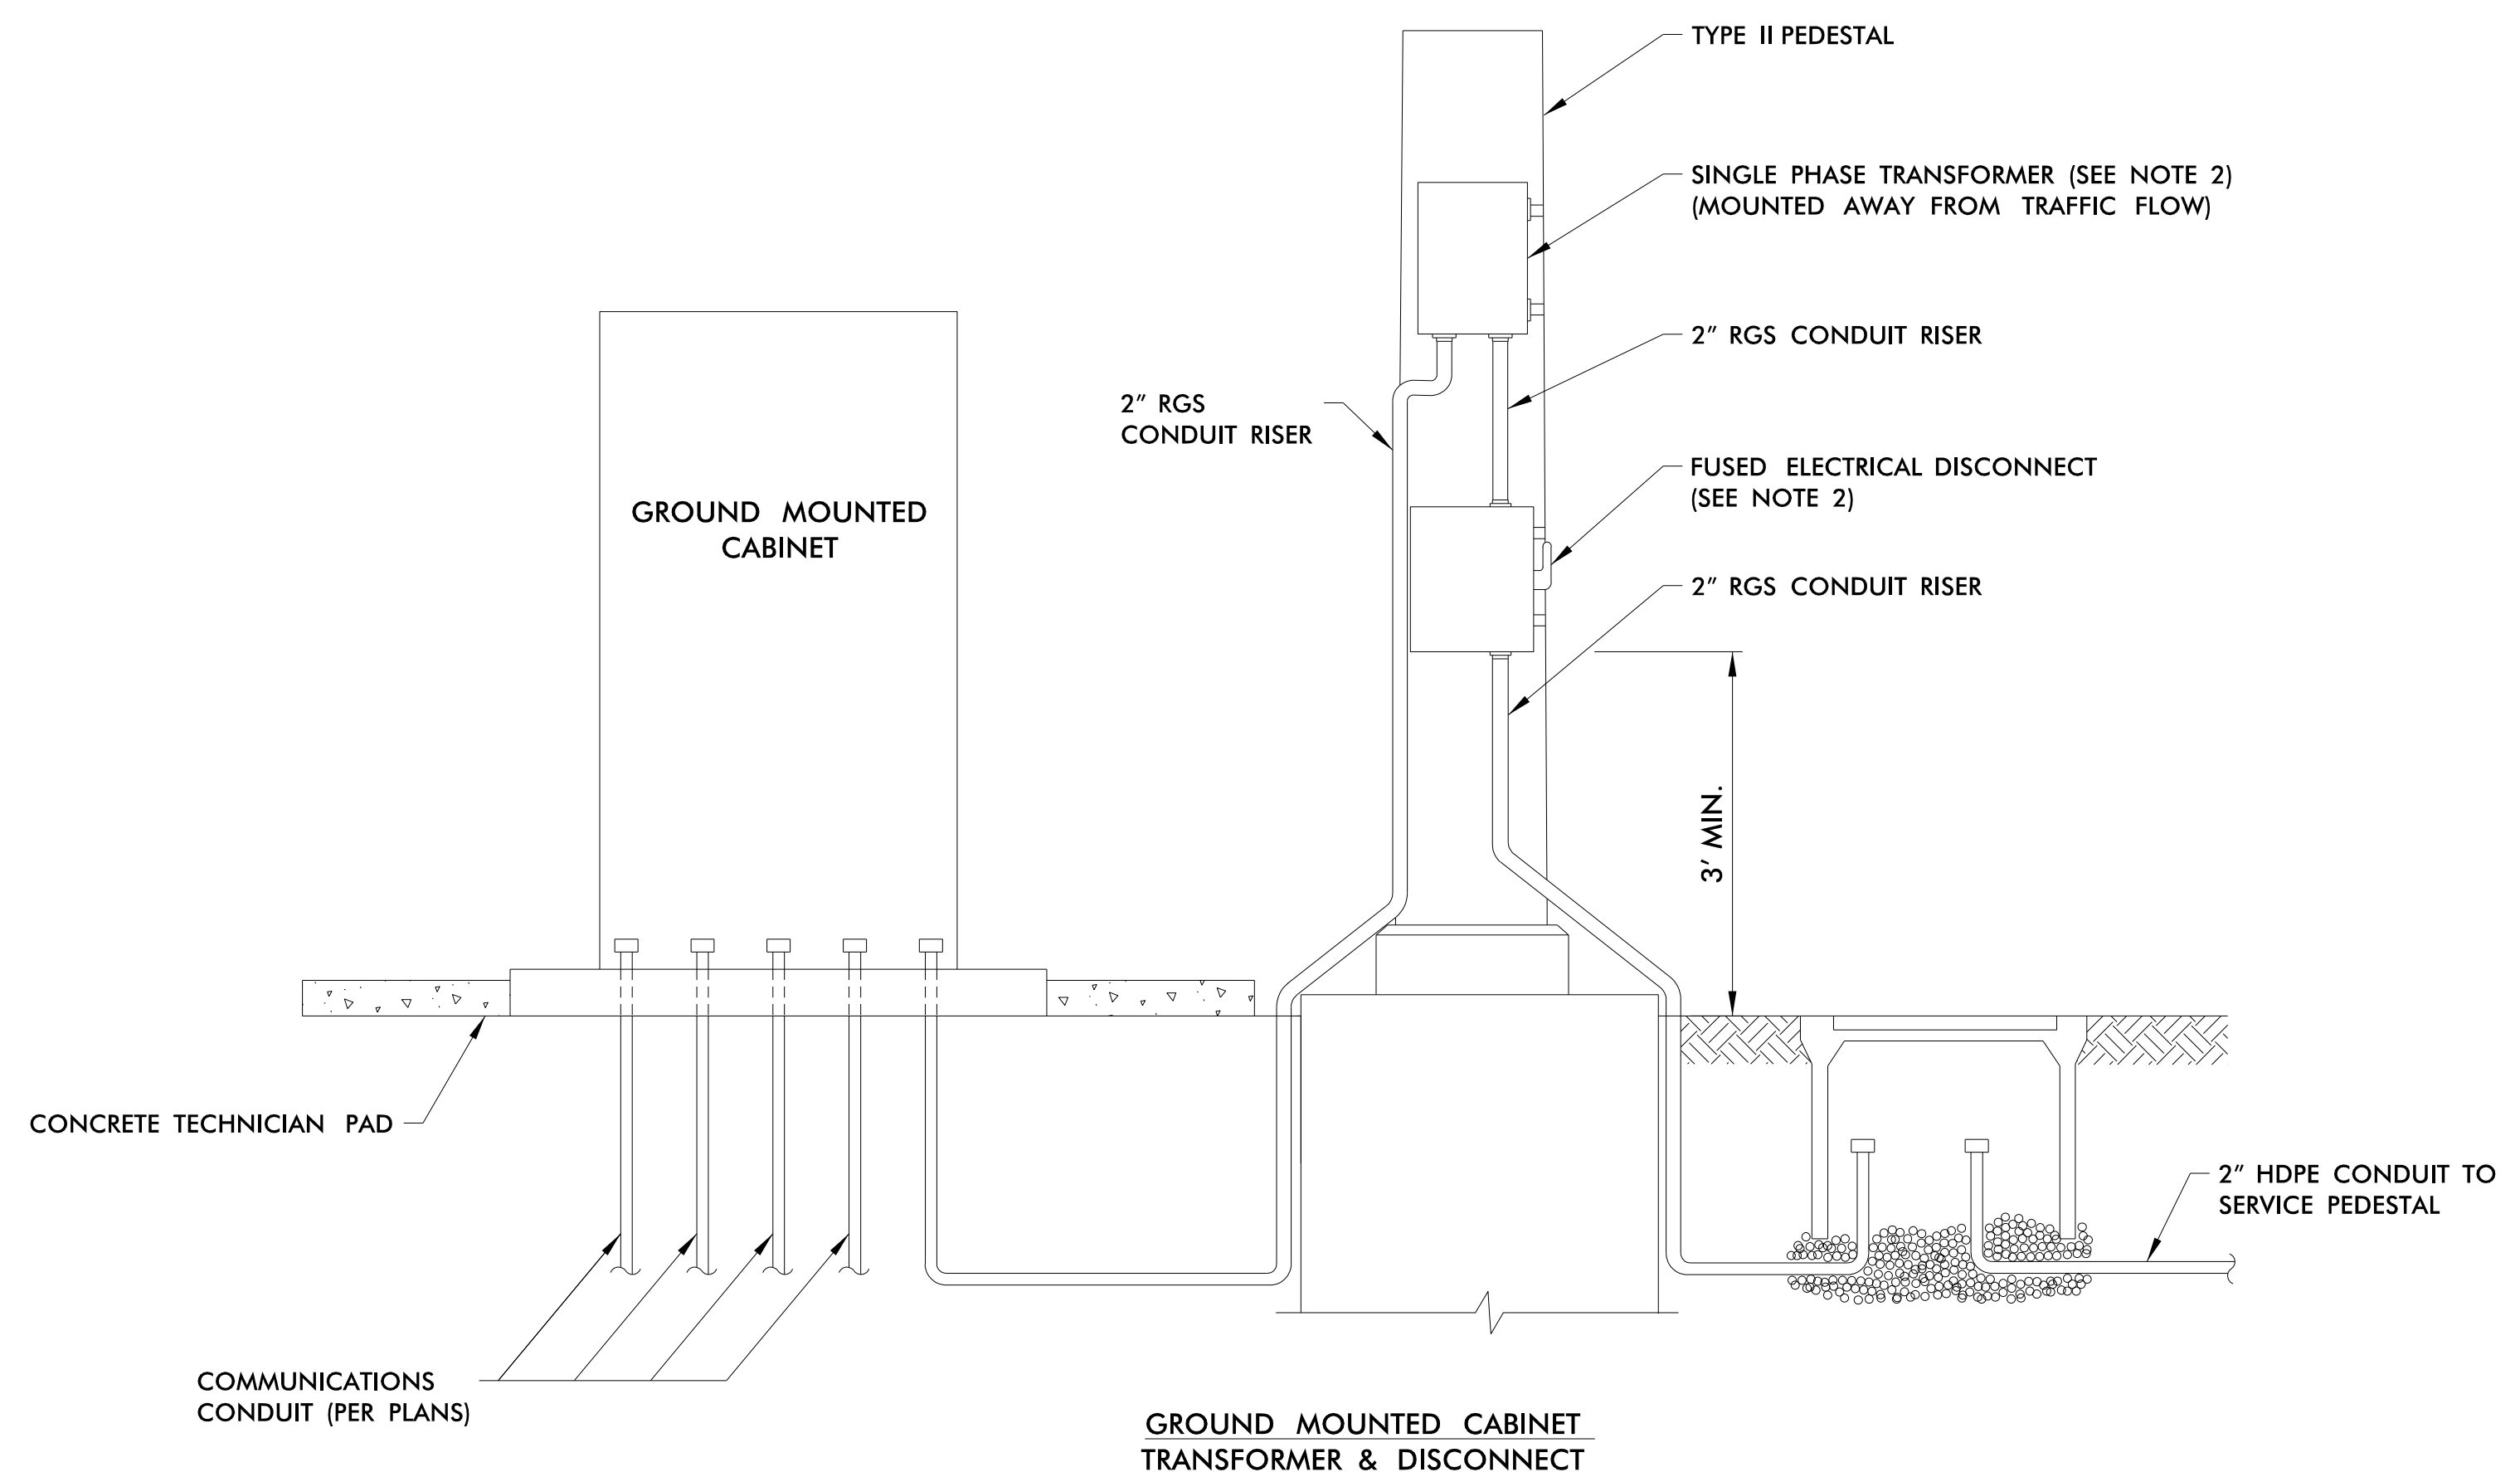 TYPE II PEDESTAL
SINGLE PHASE TRANSFORMER (SEE NOTE 2)
(MOUNTED AWAY FROM TRAFFIC FLOW)
2" RGS CONDUIT RISER
2" RGS
CONDUIT RISER
FUSED ELECTRICAL DISCONNECT
(SEE NOTE 2)
GROUND MOUNTED
CABINET
2" RGS CONDUIT RISER
3' MIN.
CONCRETE TECHNICIAN PAD
2" HDPE CONDUIT TO
SERVICE PEDESTAL
COMMUNICATIONS
CONDUIT (PER PLANS)
GROUND MOUNTED CABINET
TRANSFORMER & DISCONNECT